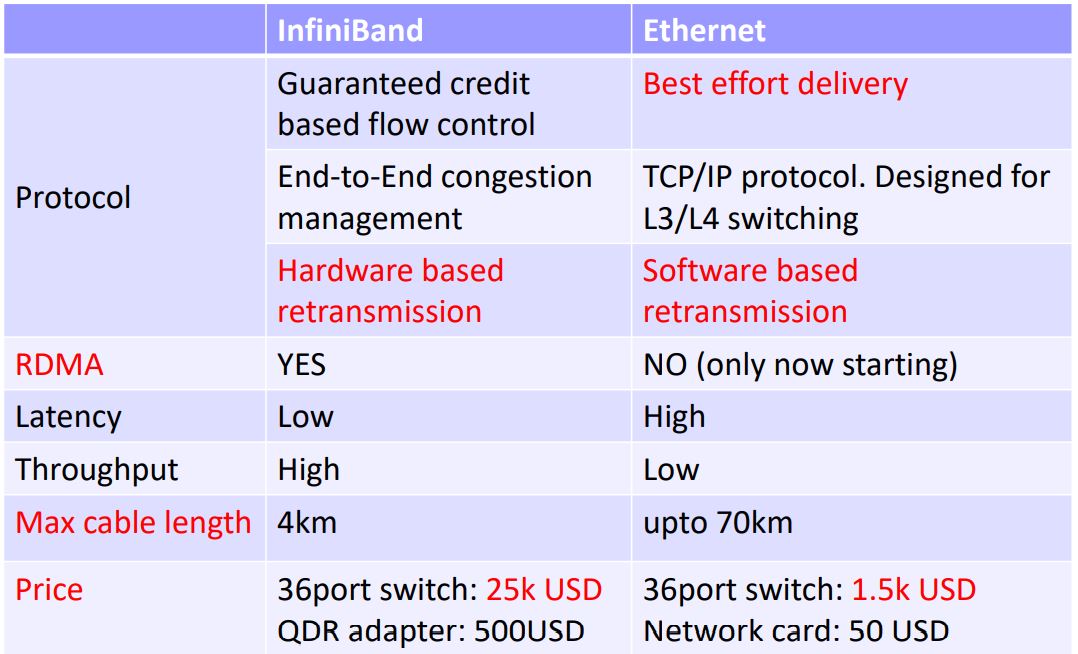 InfiniBand
Ethernet
Protocol
Guaranteed credit
based flow control
Best effort delivery
End-to-End congestion
management
TCP/IP protocol. Designed for
L3/L4 switching
Hardware based
retransmission
Software based
retransmission
RDMA
YES
NO (only now starting)
Latency
Low
High
Throughput
High
Low
Max cable length
4km
upto 70km
Price
36port switch: 25k USD
QDR adapter: 500USD
36port switch: 1.5k USD
Network card: 50 USD